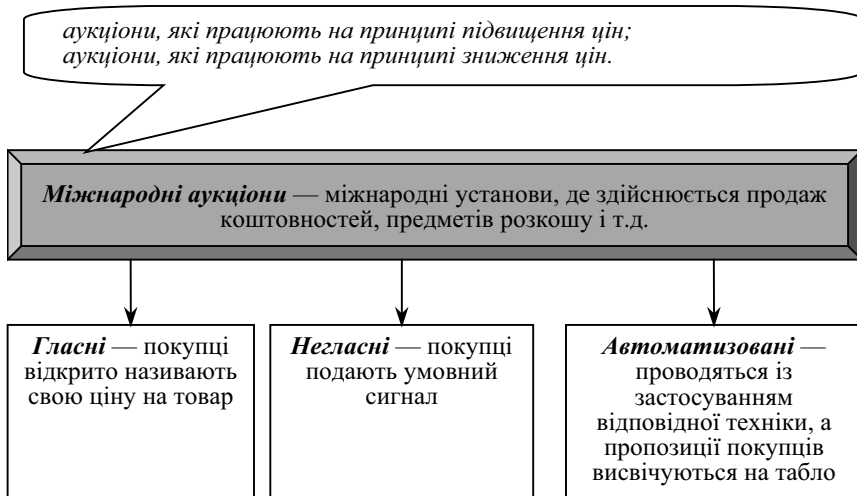 аукціони, які працюють на принципі підвищення цін;
аукціони, які працюють на принципі зниження цін.
Міжнародні аукціони — міжнародні установи, де здійснюється продаж
коштовностей, предметів розкошу і т.д.
Гласні — покупці
відкрито називають
свою ціну на товар
Негласні — покупці
подають умовний
сигнал
Автоматизовані —
проводяться із
застосуванням
відповідної техніки, а
пропозиції покупців
висвічуються на табло